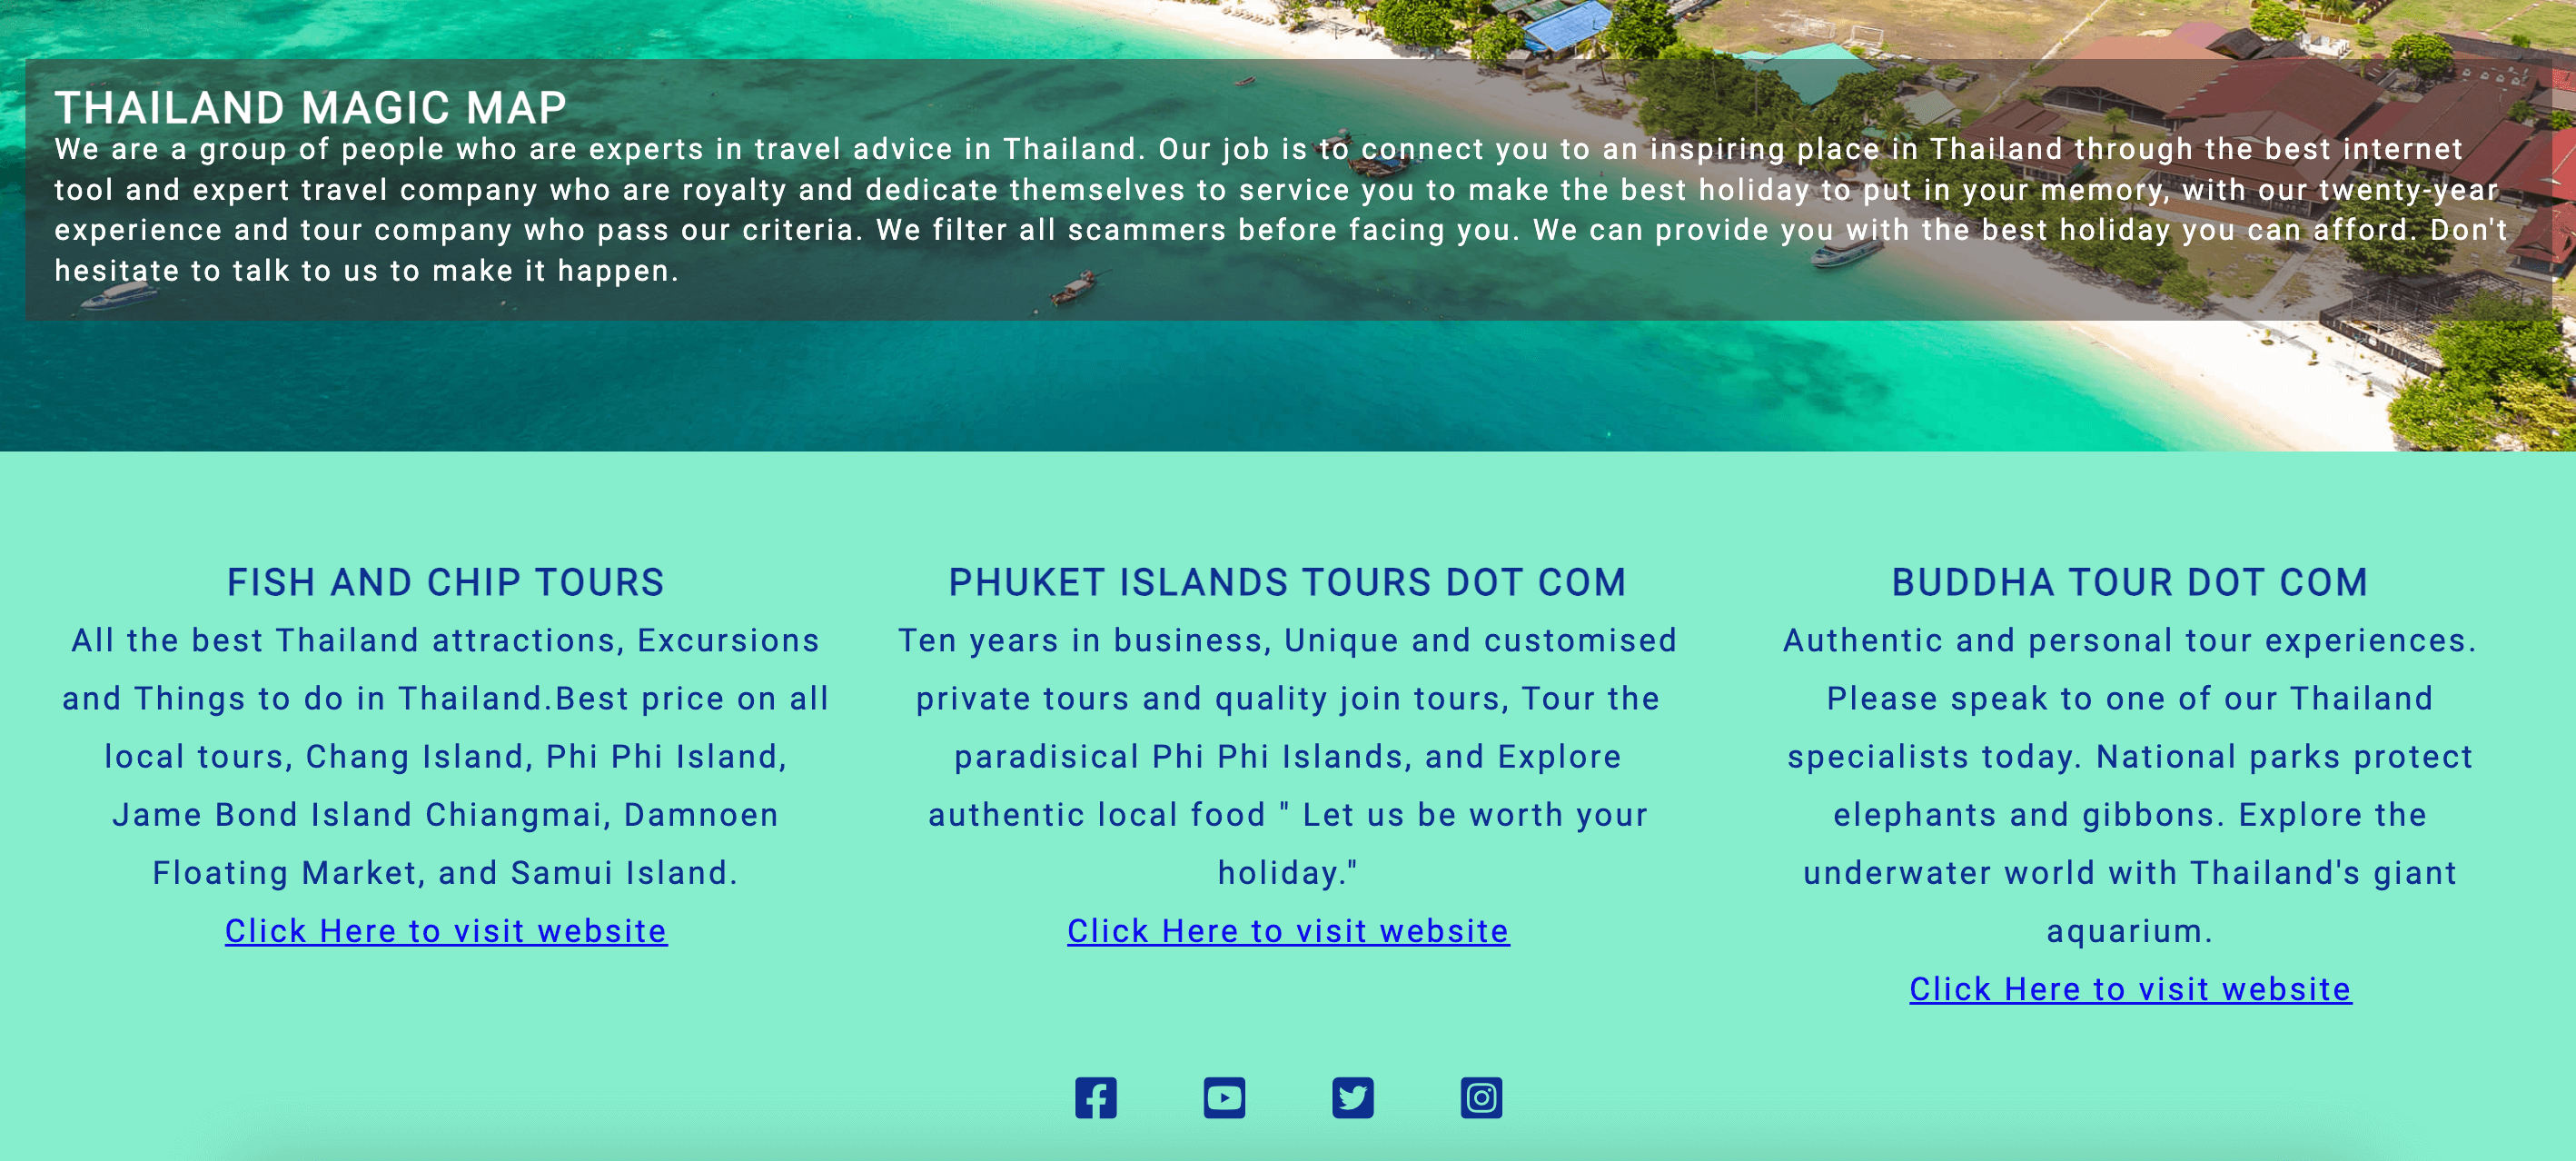 THAILAND MAGIC MAP
We are a group of people who are experts in travel advice in Thailand. Our job is to connect you to an inspiring place in Thailand through the best internet
tool and expert travel company who are royalty and dedicate themselves to service you to make the best holiday to put in your memory, with our twenty-year
experience and tour company who pass our criteria. We filter all scammers before facing you. We can provide you with the best holiday you can afford. Don't
hesitate to talk to us to make it happen.
FISH AND CHIP TOURS
All the best Thailand attractions, Excursions
and Things to do in Thailand.Best price on all
local tours, Chang Island, Phi Phi Island,
Jame Bond Island Chiangmai, Damnoen
Floating Market, and Samui Island.
Click Here to visit website
PHUKET ISLANDS TOURS DOT COM
Ten years in business, Unique and customised
private tours and quality join tours, Tour the
paradisical Phi Phi Islands, and Explore
authentic local food " Let us be worth your
holiday."
Click Here to visit website
BUDDHA TOUR DOT COM
Authentic and personal tour experiences.
Please speak to one of our Thailand
specialists today. National parks protect
elephants and gibbons. Explore the
underwater world with Thailand's giant
aquarium.
Click Here to visit website